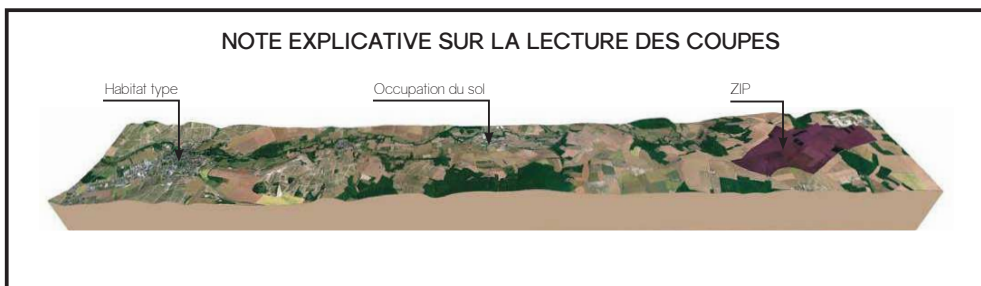 NOTE EXPLICATIVE SUR LA LECTURE DES COUPES
Habitat type
Occupation du sol
ZIP